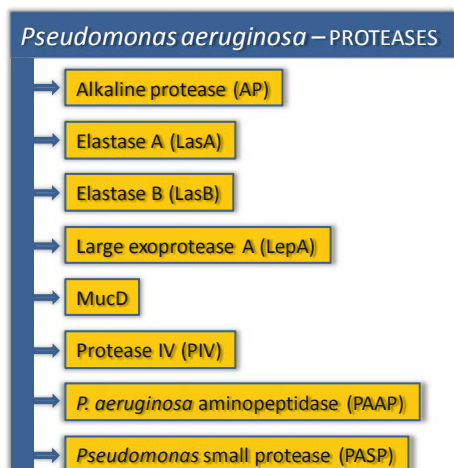 Pseudomonas aeruginosa – PROTEASES
Alkaline protease (AP)
Elastase A (LasA)
Elastase B (LasB)
Large exoprotease A (LepA)
MucD
Protease IV (PIV)
P. aeruginosa aminopeptidase (PAAP)
Pseudomonas small protease (PASP)